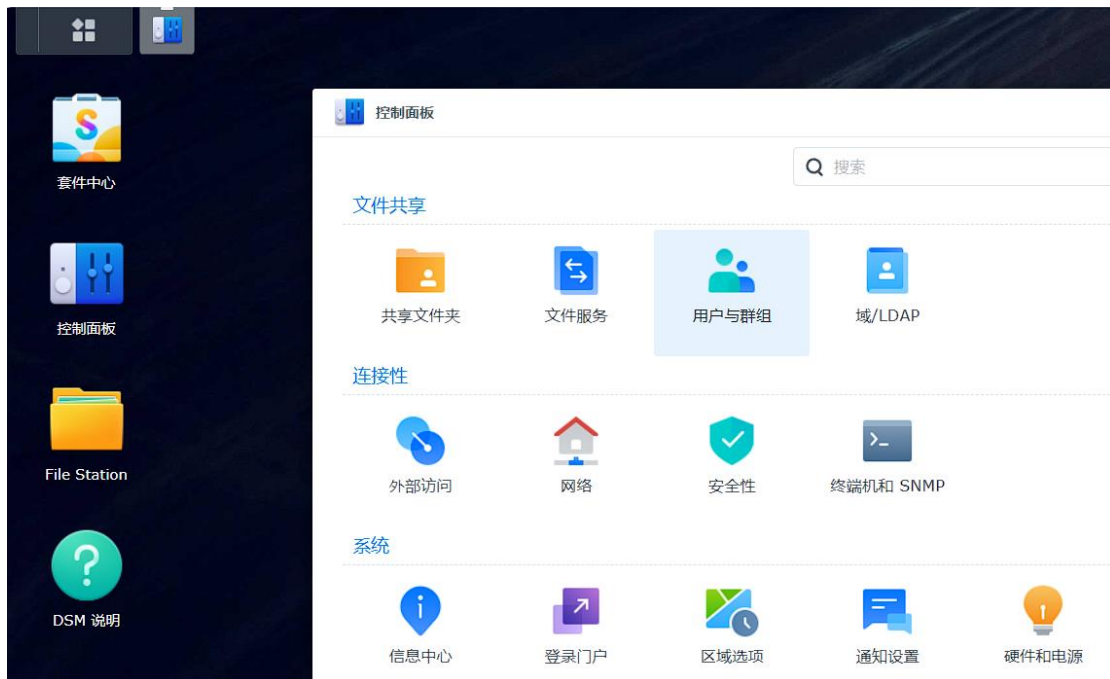 套件中心
控制面板
File Station
DSM 说明
控制面板
搜索
文件共享
共享文件夹
文件服务
用户与群组
域/LDAP
连接性
外部访问
网络
安全性
终端机和 SNMP
系统
信息中心
登录门户
区域选项
通知设置
硬件和电源